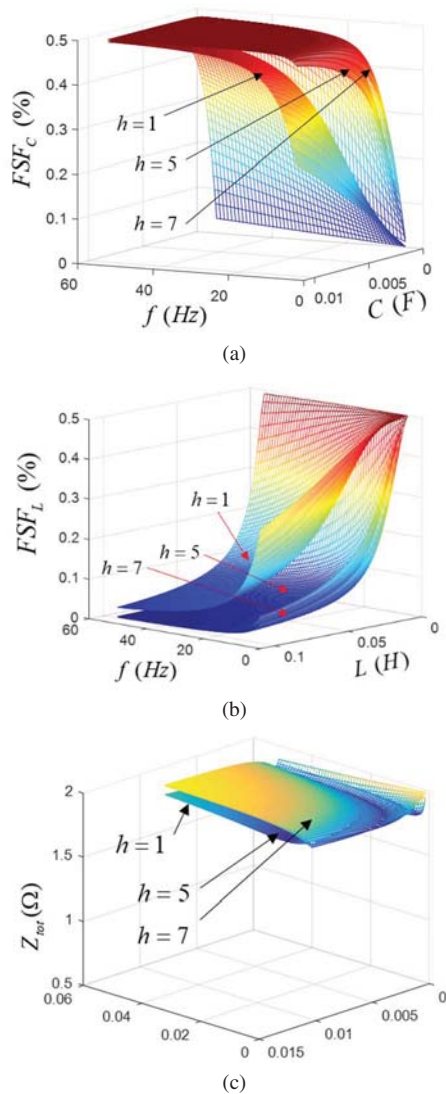 0.5
0.4
0.3
0.2
0.1
0
FSF_C (%)
h = 1
h = 5
h = 7
60
40
20
0
f (Hz)
0.01
0.005
0
C (F)
(a)
0.5
0.4
0.3
0.2
0.1
0
FSF_L (%)
h = 1
h = 5
h = 7
60
40
20
0
f (Hz)
0.1
0.05
0
L (H)
(b)
2
1.5
1
0.5
Z_tot (Ω)
h = 1
h = 5
h = 7
0.06
0.04
0.02
0
0.015
0.01
0.005
0
(c)